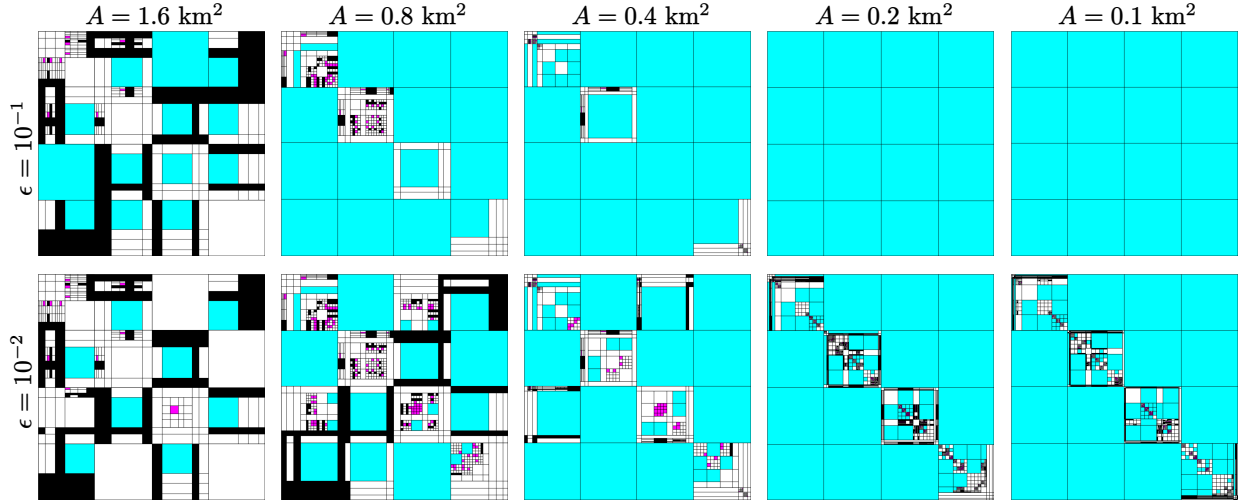 A = 1.6 km² A = 0.8 km² A = 0.4 km² A = 0.2 km² A = 0.1 km²
ϵ = 10⁻¹
ϵ = 10⁻²